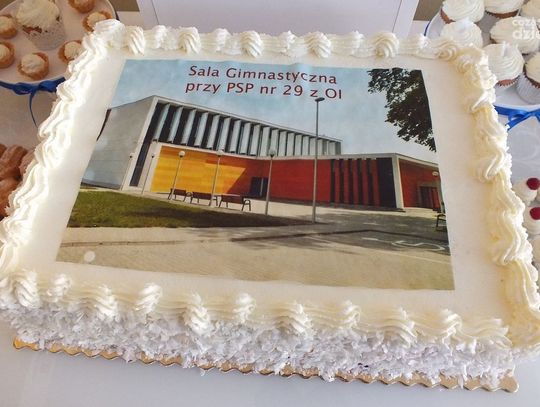 Sala Gimnastyczna
przy PSP nr 29 z OI